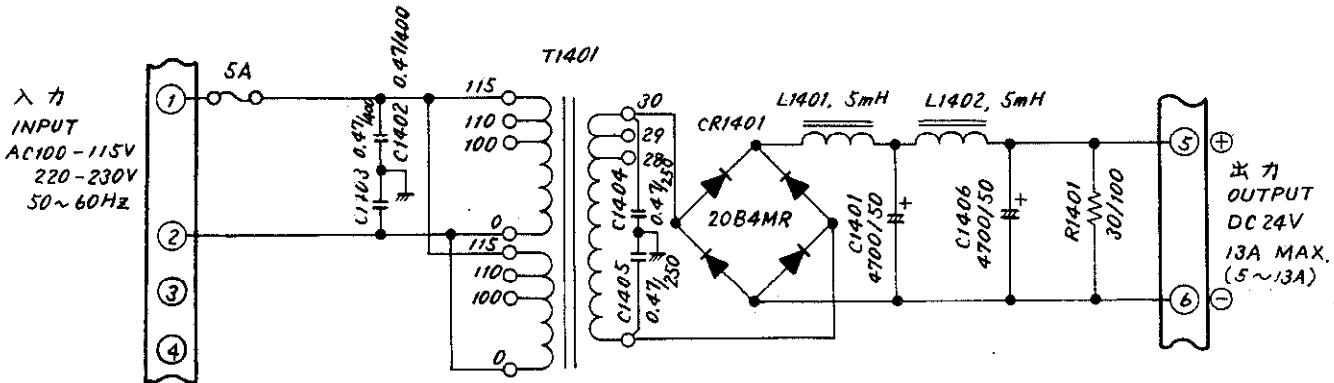 入力
INPUT
AC100-115V
220-230V
50~60Hz
1
2
3
4
5A
C1402 0.47/400
C1103 0.47/400
T1401
115
110
100
0
115
110
100
0
30
29
28
C1404
0.47/250
C1405
0.47/250
CR1401
20B4MR
L1401, 5mH
L1402, 5mH
C1401
4700/50
+
C1406
4700/50
+
R1401
30/100
5
+
6
-
出力
OUTPUT
DC 24V
13A MAX.
(5~13A)